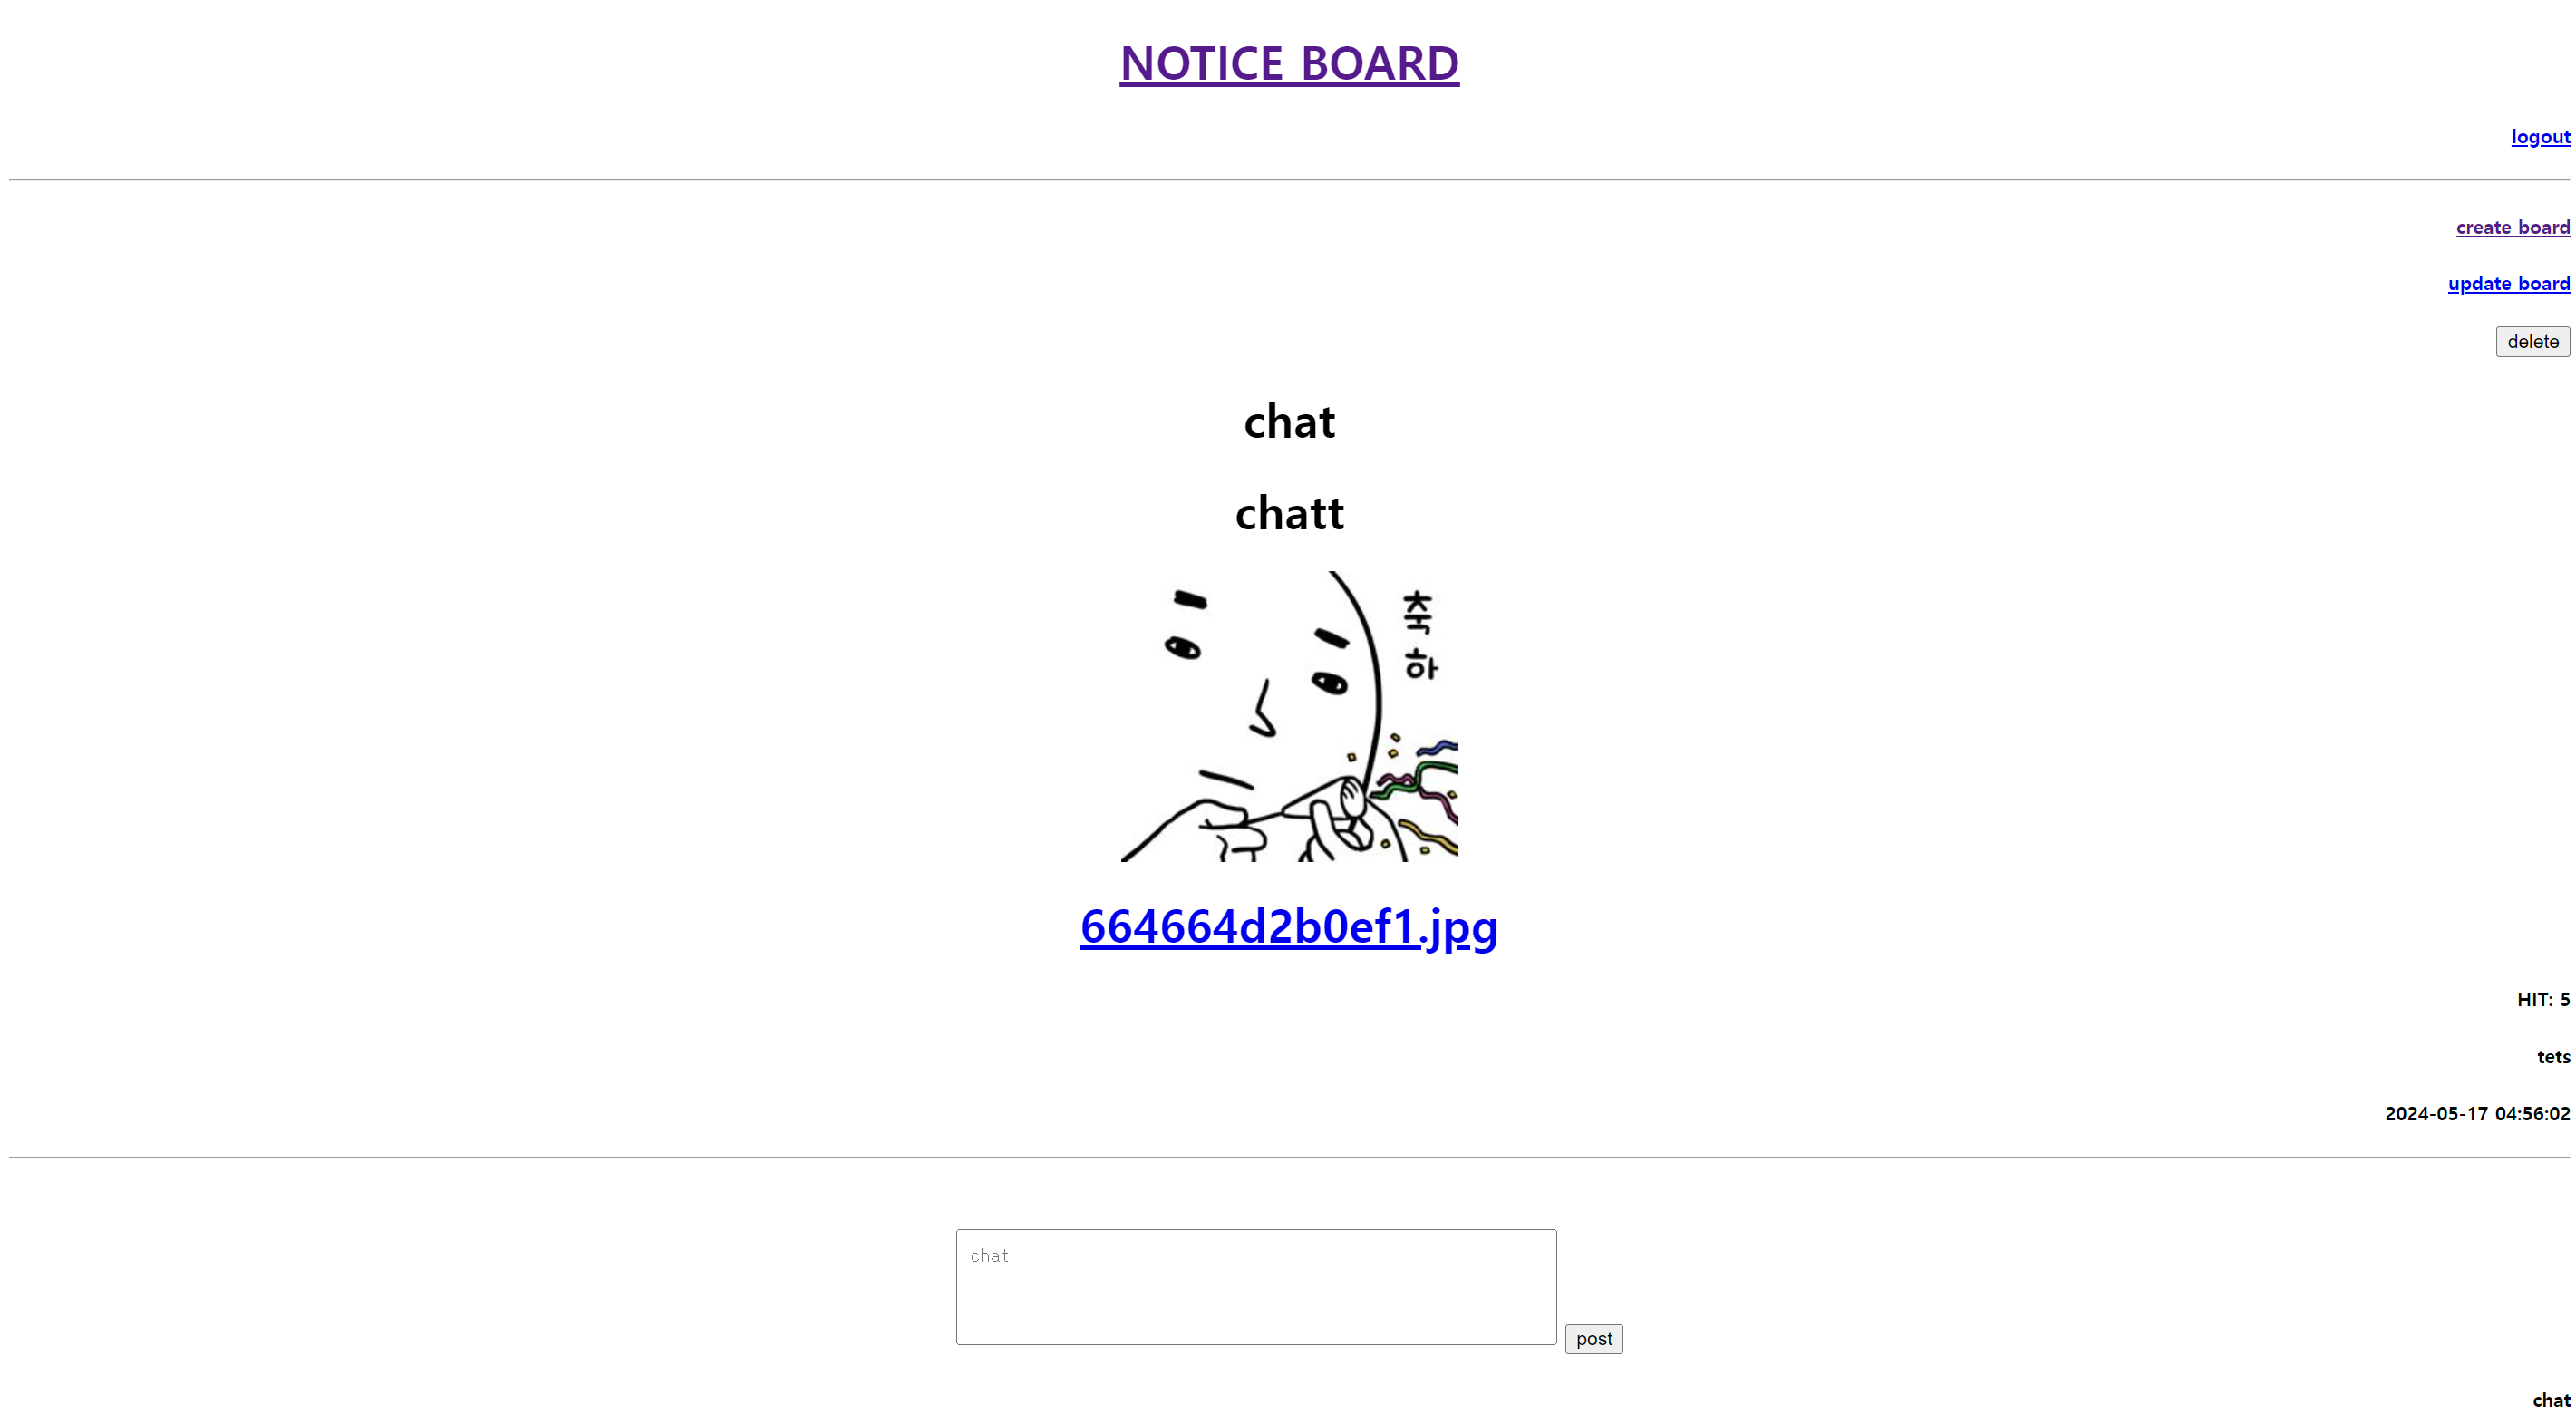 NOTICE BOARD
logout
create board
update board
delete
chat
chatt
축하
664664d2b0ef1.jpg
HIT: 5
tets
2024-05-17 04:56:02
chat
post
chat